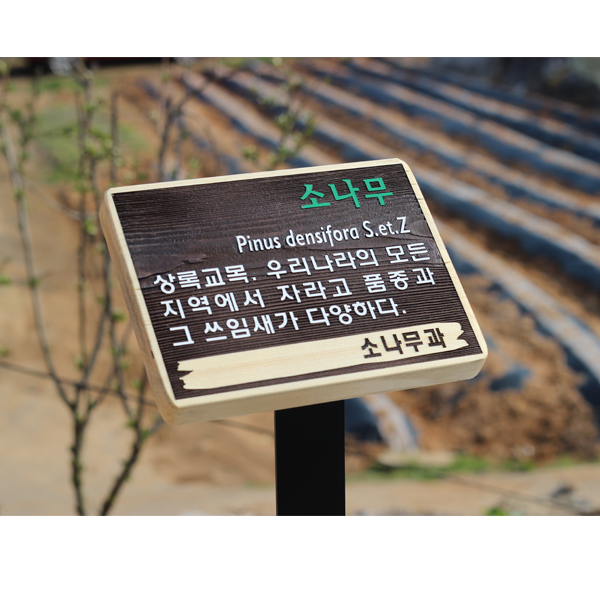 소나무
Pinus densifora S.et.Z
상록교목. 우리나라의 모든
지역에서 자라고 품종과
그 쓰임새가 다양하다.
소나무과